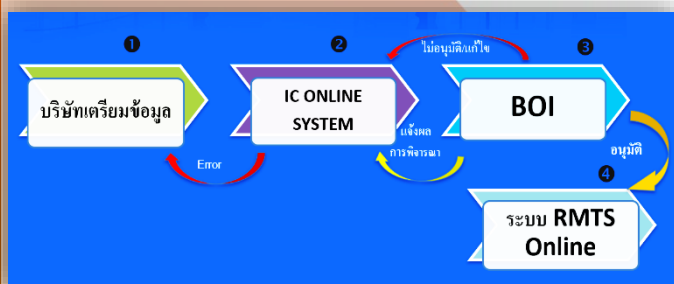 ❶
บริษัทเตรียมข้อมูล
❷
IC ONLINE
SYSTEM
ไม่อนุมัติ/แก้ไข
❸
BOI
Error
แจ้งผล
การพิจารณา
อนุมัติ
❹
ระบบ RMTS
Online